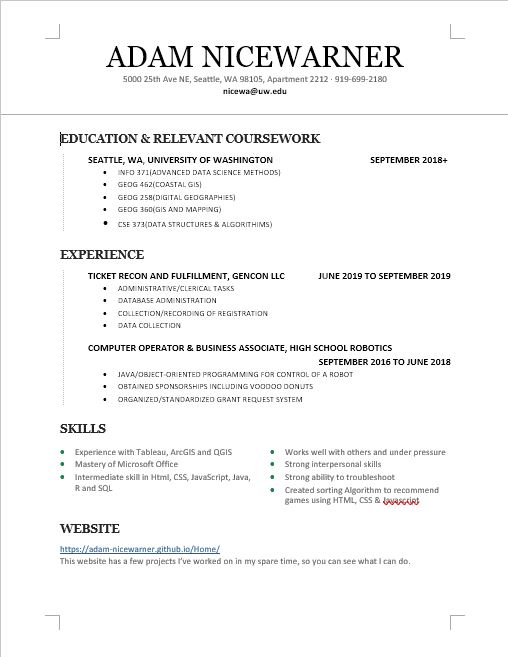 ADAM NICEWARNER
5000 25th Ave NE, Seattle, WA 98105, Apartment 2212 · 919-699-2180
nicewa@uw.edu
EDUCATION & RELEVANT COURSEWORK
SEATTLE, WA, UNIVERSITY OF WASHINGTON SEPTEMBER 2018+
• INFO 371(ADVANCED DATA SCIENCE METHODS)
• GEOG 462(COASTAL GIS)
• GEOG 258(DIGITAL GEOGRAPHIES)
• GEOG 360(GIS AND MAPPING)
• CSE 373(DATA STRUCTURES & ALGORITHIMS)
EXPERIENCE
TICKET RECON AND FULFILLMENT, GENCON LLC JUNE 2019 TO SEPTEMBER 2019
• ADMINISTRATIVE/CLERICAL TASKS
• DATABASE ADMINISTRATION
• COLLECTION/RECORDING OF REGISTRATION
• DATA COLLECTION
COMPUTER OPERATOR & BUSINESS ASSOCIATE, HIGH SCHOOL ROBOTICS
SEPTEMBER 2016 TO JUNE 2018
• JAVA/OBJECT-ORIENTED PROGRAMMING FOR CONTROL OF A ROBOT
• OBTAINED SPONSORSHIPS INCLUDING VOODOO DONUTS
• ORGANIZED/STANDARDIZED GRANT REQUEST SYSTEM
SKILLS
• Experience with Tableau, ArcGIS and QGIS
• Mastery of Microsoft Office
• Intermediate skill in Html, CSS, JavaScript, Java,
R and SQL
• Works well with others and under pressure
• Strong interpersonal skills
• Strong ability to troubleshoot
• Created sorting Algorithm to recommend
games using HTML, CSS & Javascript
WEBSITE
https://adam-nicewarner.github.io/Home/
This website has a few projects I've worked on in my spare time, so you can see what I can do.